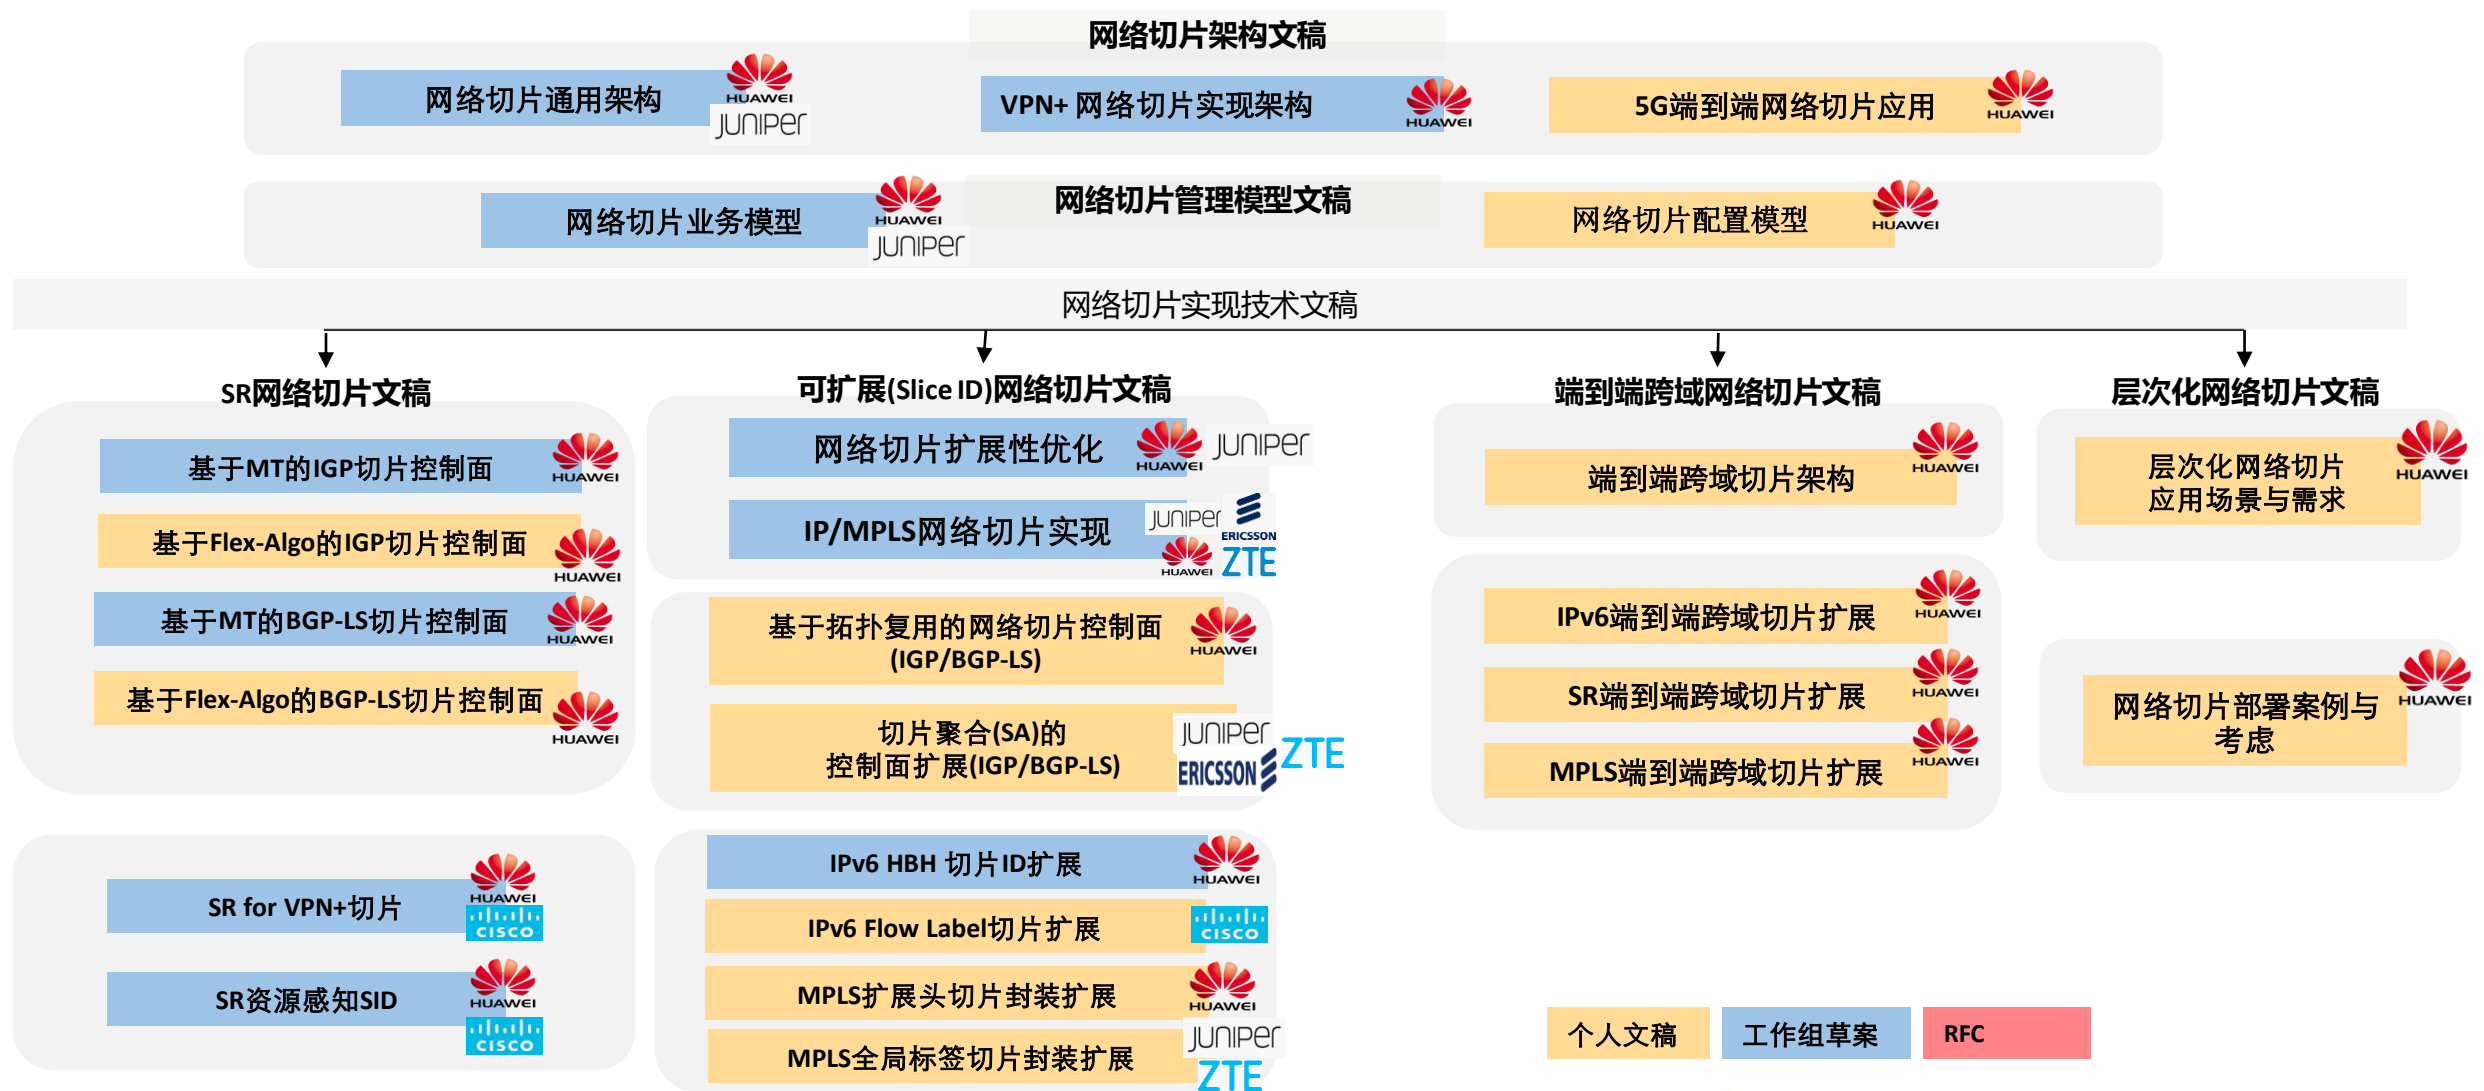 网络切片架构文稿
网络切片通用架构
HUAWEI
JUNIPer
VPN+ 网络切片实现架构
HUAWEI
5G端到端网络切片应用
HUAWEI
网络切片管理模型文稿
网络切片业务模型
HUAWEI
JUNIPer
网络切片配置模型
HUAWEI
网络切片实现技术文稿
SR网络切片文稿
基于MT的IGP切片控制面
HUAWEI
基于Flex-Algo的IGP切片控制面
HUAWEI
基于MT的BGP-LS切片控制面
HUAWEI
基于Flex-Algo的BGP-LS切片控制面
HUAWEI
SR for VPN+切片
HUAWEI
CISCO
SR资源感知SID
HUAWEI
CISCO
可扩展(Slice ID)网络切片文稿
网络切片扩展性优化
HUAWEI
JUNIPer
IP/MPLS网络切片实现
JUNIPer
ERICSSON
HUAWEI
ZTE
基于拓扑复用的网络切片控制面
(IGP/BGP-LS)
HUAWEI
切片聚合(SA)的
控制面扩展(IGP/BGP-LS)
JUNIPer
ERICSSON
ZTE
IPv6 HBH 切片ID扩展
HUAWEI
IPv6 Flow Label切片扩展
CISCO
MPLS扩展头切片封装扩展
HUAWEI
MPLS全局标签切片封装扩展
JUNIPer
ZTE
端到端跨域网络切片文稿
端到端跨域切片架构
HUAWEI
IPv6端到端跨域切片扩展
HUAWEI
SR端到端跨域切片扩展
HUAWEI
MPLS端到端跨域切片扩展
HUAWEI
层次化网络切片文稿
层次化网络切片
应用场景与需求
HUAWEI
网络切片部署案例与
考虑
HUAWEI
个人文稿
工作组草案
RFC